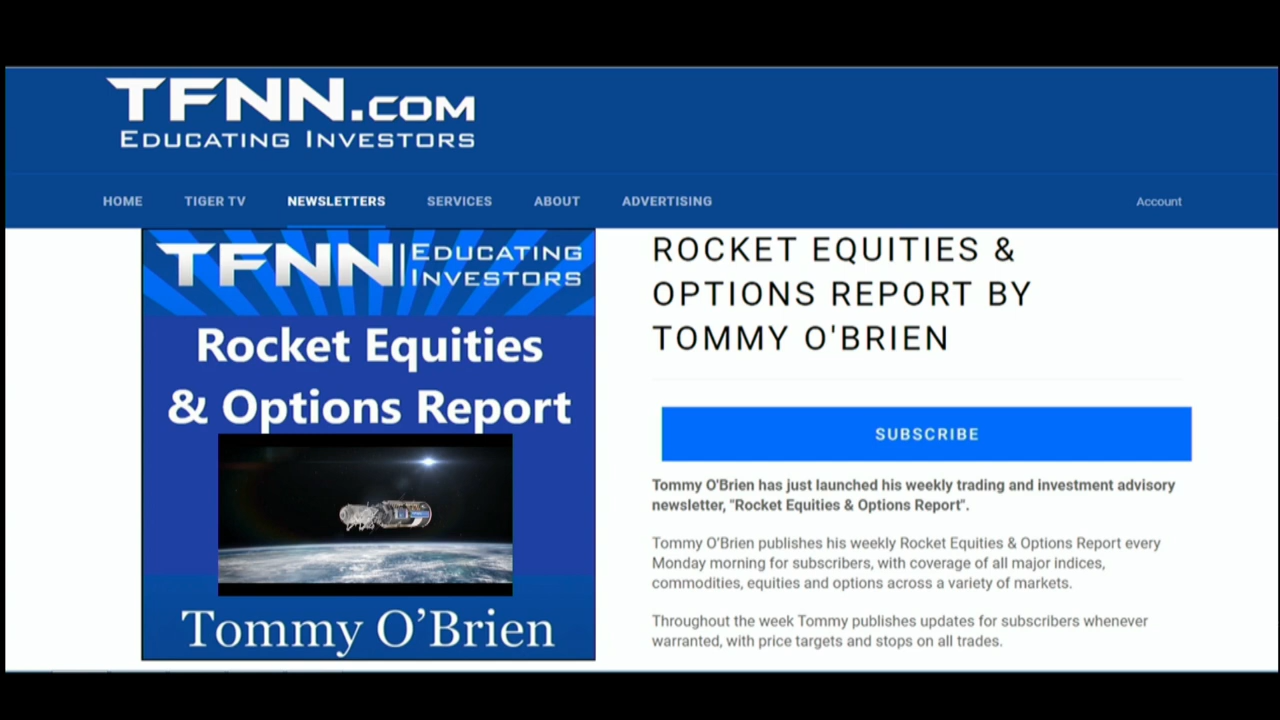 TFNN.COM
EDUCATING INVESTORS
HOME TIGER TV NEWSLETTERS SERVICES ABOUT ADVERTISING Account
TFNN EDUCATING
INVESTORS
Rocket Equities
& Options Report
Tommy O’Brien
ROCKET EQUITIES &
OPTIONS REPORT BY
TOMMY O'BRIEN
SUBSCRIBE
Tommy O'Brien has just launched his weekly trading and investment advisory
newsletter, "Rocket Equities & Options Report".
Tommy O’Brien publishes his weekly Rocket Equities & Options Report every
Monday morning for subscribers, with coverage of all major indices,
commodities, equities and options across a variety of markets.
Throughout the week Tommy publishes updates for subscribers whenever
warranted, with price targets and stops on all trades.